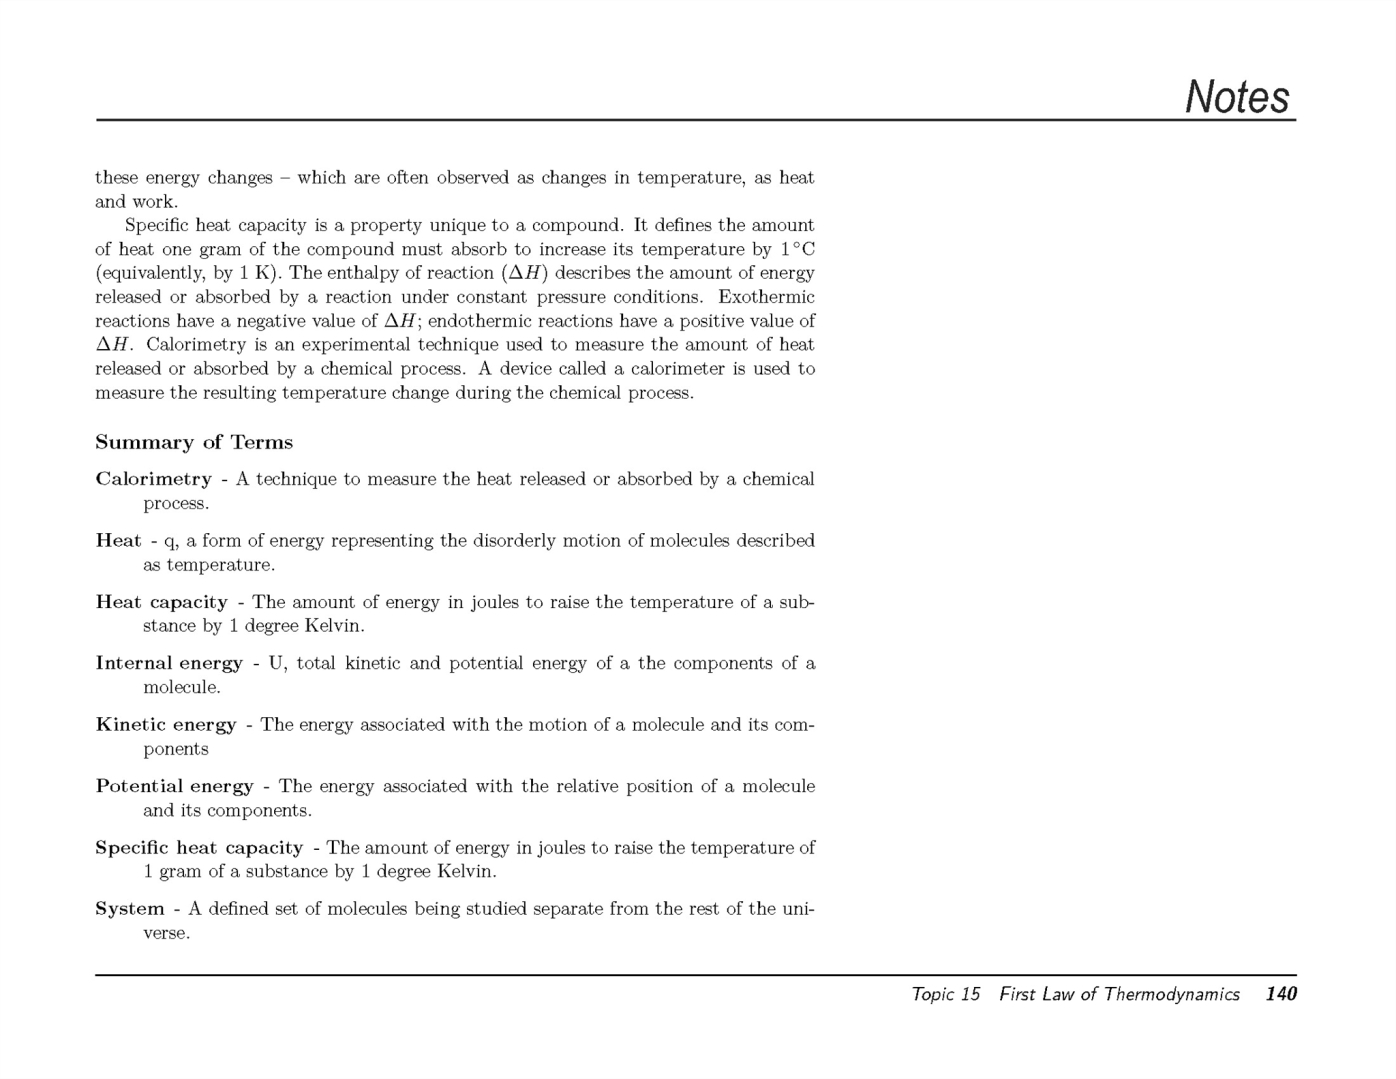 Notes
these energy changes – which are often observed as changes in temperature, as heat
and work.
Specific heat capacity is a property unique to a compound. It defines the amount
of heat one gram of the compound must absorb to increase its temperature by 1°C
(equivalently, by 1 K). The enthalpy of reaction (ΔH) describes the amount of energy
released or absorbed by a reaction under constant pressure conditions. Exothermic
reactions have a negative value of ΔH; endothermic reactions have a positive value of
ΔH. Calorimetry is an experimental technique used to measure the amount of heat
released or absorbed by a chemical process. A device called a calorimeter is used to
measure the resulting temperature change during the chemical process.
Summary of Terms
Calorimetry - A technique to measure the heat released or absorbed by a chemical
process.
Heat - q, a form of energy representing the disorderly motion of molecules described
as temperature.
Heat capacity - The amount of energy in joules to raise the temperature of a sub-
stance by 1 degree Kelvin.
Internal energy - U, total kinetic and potential energy of a the components of a
molecule.
Kinetic energy - The energy associated with the motion of a molecule and its com-
ponents
Potential energy - The energy associated with the relative position of a molecule
and its components.
Specific heat capacity - The amount of energy in joules to raise the temperature of
1 gram of a substance by 1 degree Kelvin.
System - A defined set of molecules being studied separate from the rest of the uni-
verse.
Topic 15 First Law of Thermodynamics 140